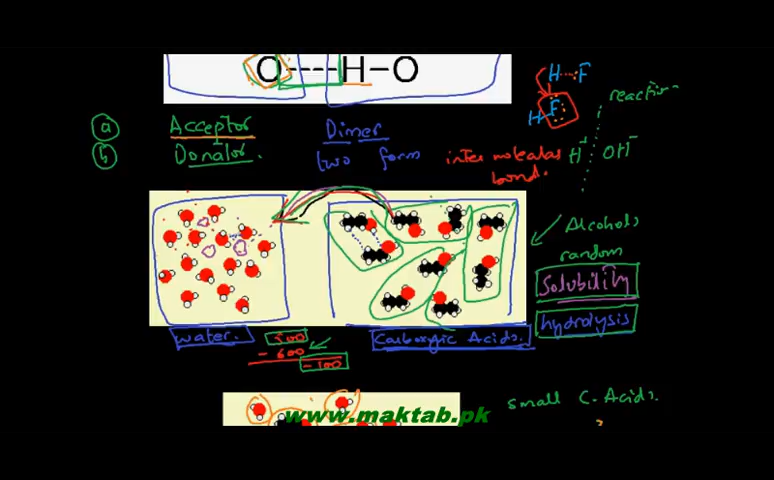 O----H-O
H F
H F
reaction
a Acceptor Dimer
b Donator. two form inter molecular bond.
H+ OH-
Alcohols
random
Solubility
hydrolysis
water. Carboxylic Acids.
500
- 600
- 100
small C. Acids.
www.maktab.pk